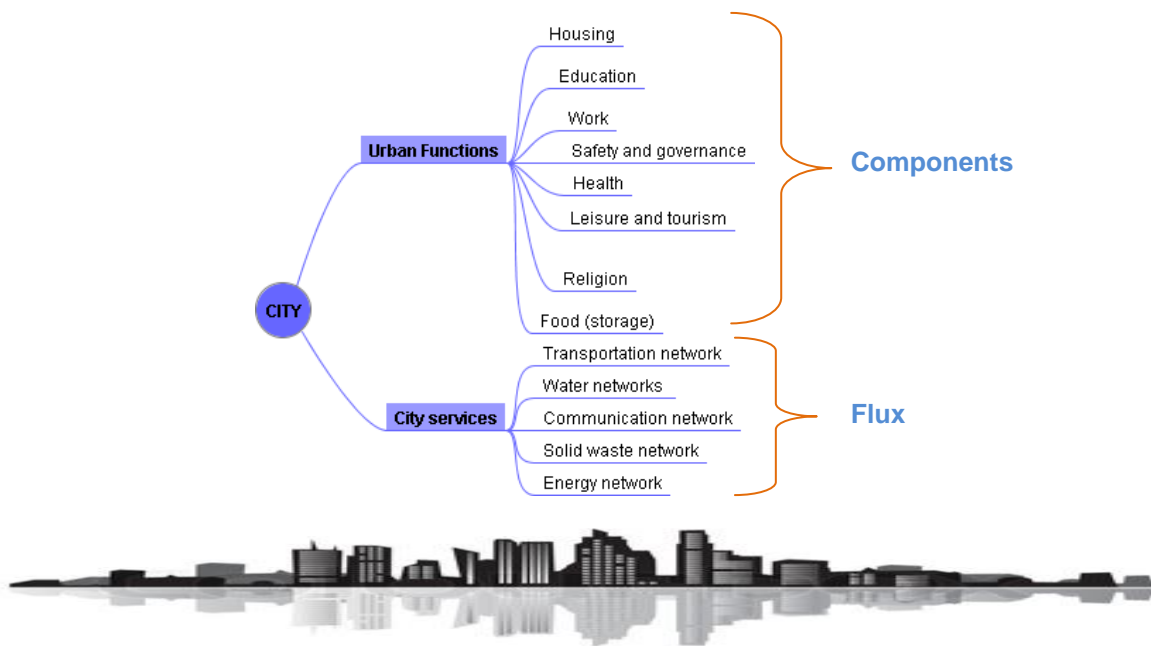 Housing
Education
Work
Urban Functions
Safety and governance
Components
Health
Leisure and tourism
Religion
CITY
Food (storage)
Transportation network
Water networks
City services
Communication network
Flux
Solid waste network
Energy network